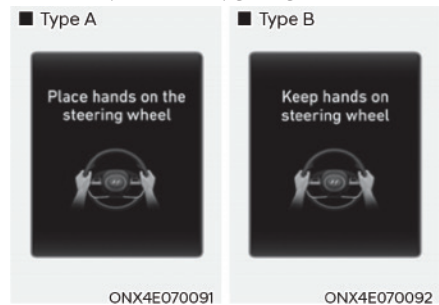 ■ Type A
Place hands on the
steering wheel
ONX4E070091
■ Type B
Keep hands on
steering wheel
ONX4E070092